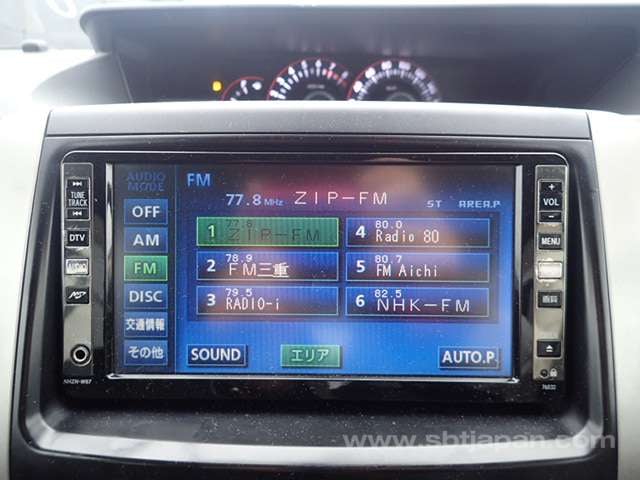 AUDIO MODE
FM
77.8 MHz ZIP-FM
ST AREA.P
OFF
AM
FM
DISC
交通情報
その他
1 77.8 ZIP-FM
4 80.0 Radio 80
2 78.9 FM三重
5 80.7 FM Aichi
3 79.5 RADIO-i
6 82.5 NHK-FM
SOUND
エリア
AUTO.P.
TUNE
TRACK
DTV
AUDIO
NHZN-W57
+
VOL
-
MENU
画質
www.sbtjapan.com